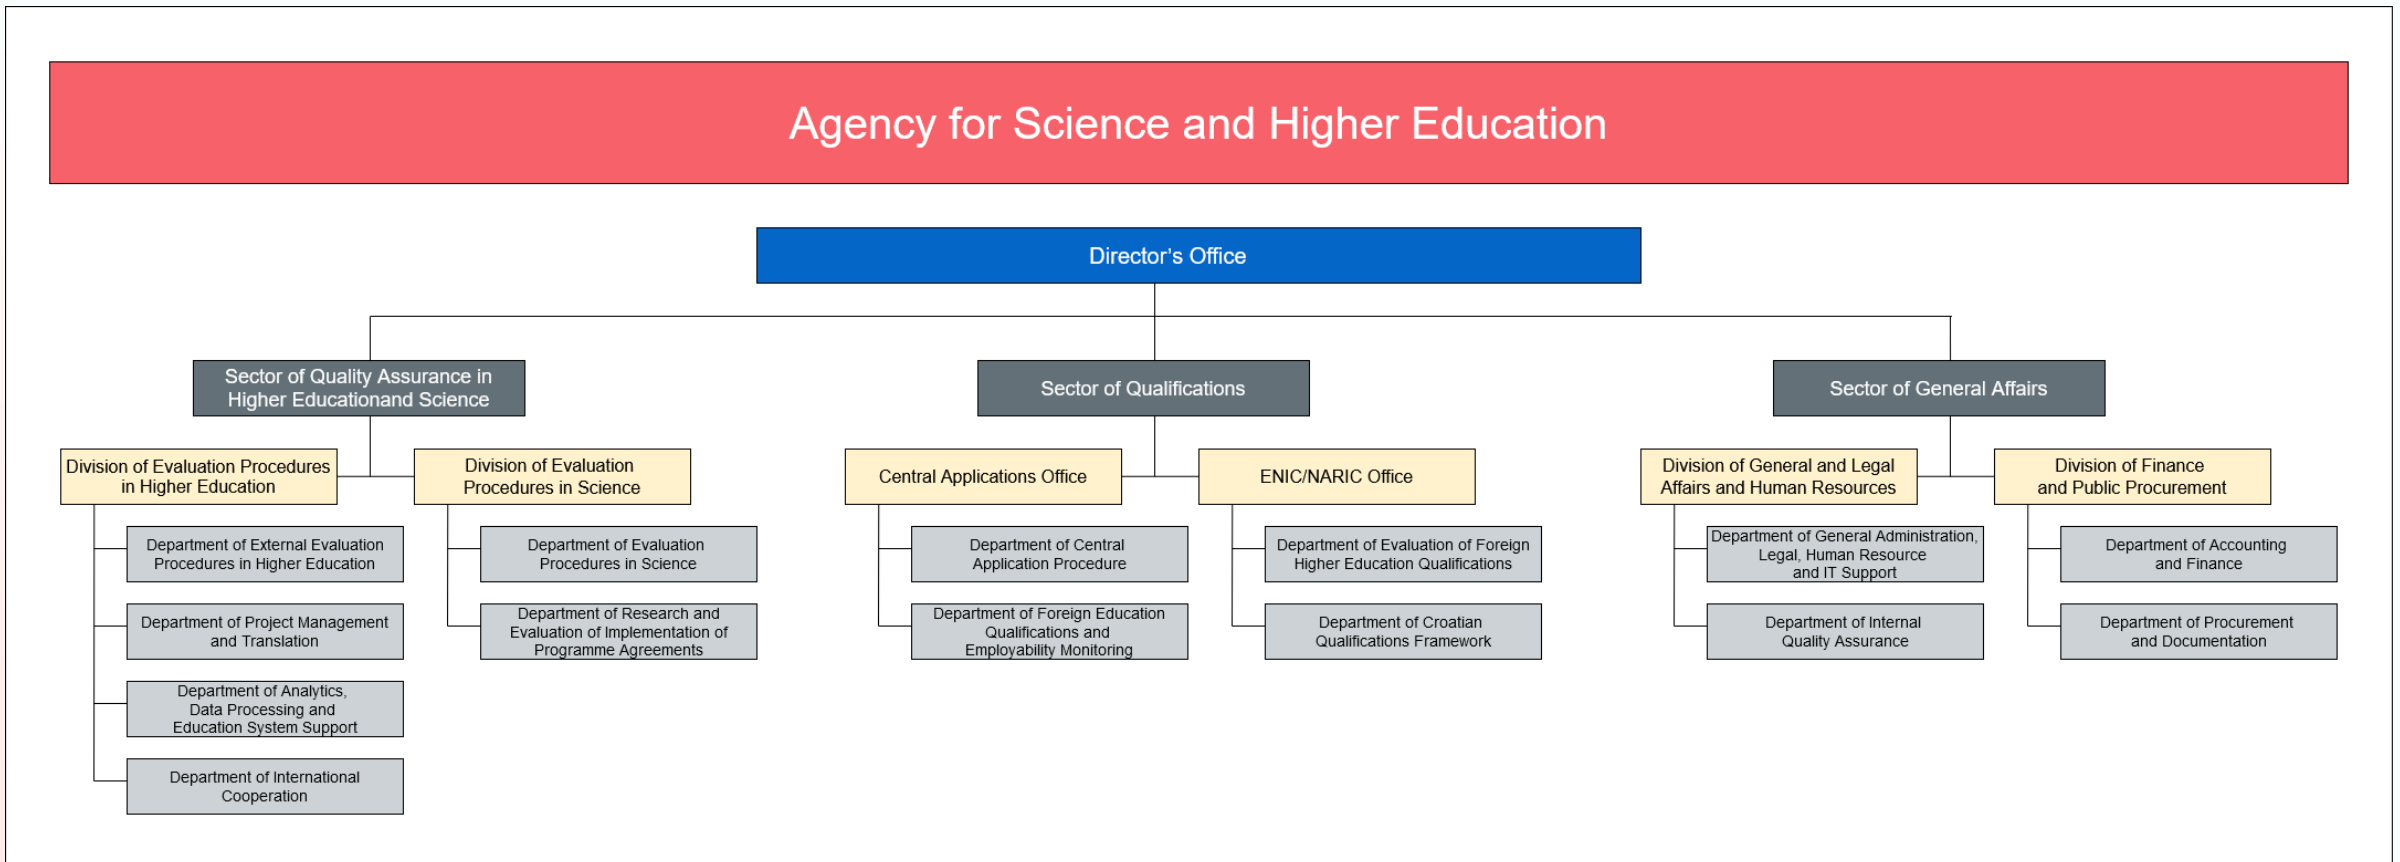 Agency for Science and Higher Education
Director's Office
Sector of Quality Assurance in
Higher Educationand Science
Division of Evaluation Procedures
in Higher Education
Department of External Evaluation
Procedures in Higher Education
Department of Project Management
and Translation
Department of Analytics,
Data Processing and
Education System Support
Department of International
Cooperation
Division of Evaluation
Procedures in Science
Department of Evaluation
Procedures in Science
Department of Research and
Evaluation of Implementation of
Programme Agreements
Sector of Qualifications
Central Applications Office
Department of Central
Application Procedure
Department of Foreign Education
Qualifications and
Employability Monitoring
ENIC/NARIC Office
Department of Evaluation of Foreign
Higher Education Qualifications
Department of Croatian
Qualifications Framework
Sector of General Affairs
Division of General and Legal
Affairs and Human Resources
Department of General Administration,
Legal, Human Resource
and IT Support
Department of Internal
Quality Assurance
Division of Finance
and Public Procurement
Department of Accounting
and Finance
Department of Procurement
and Documentation